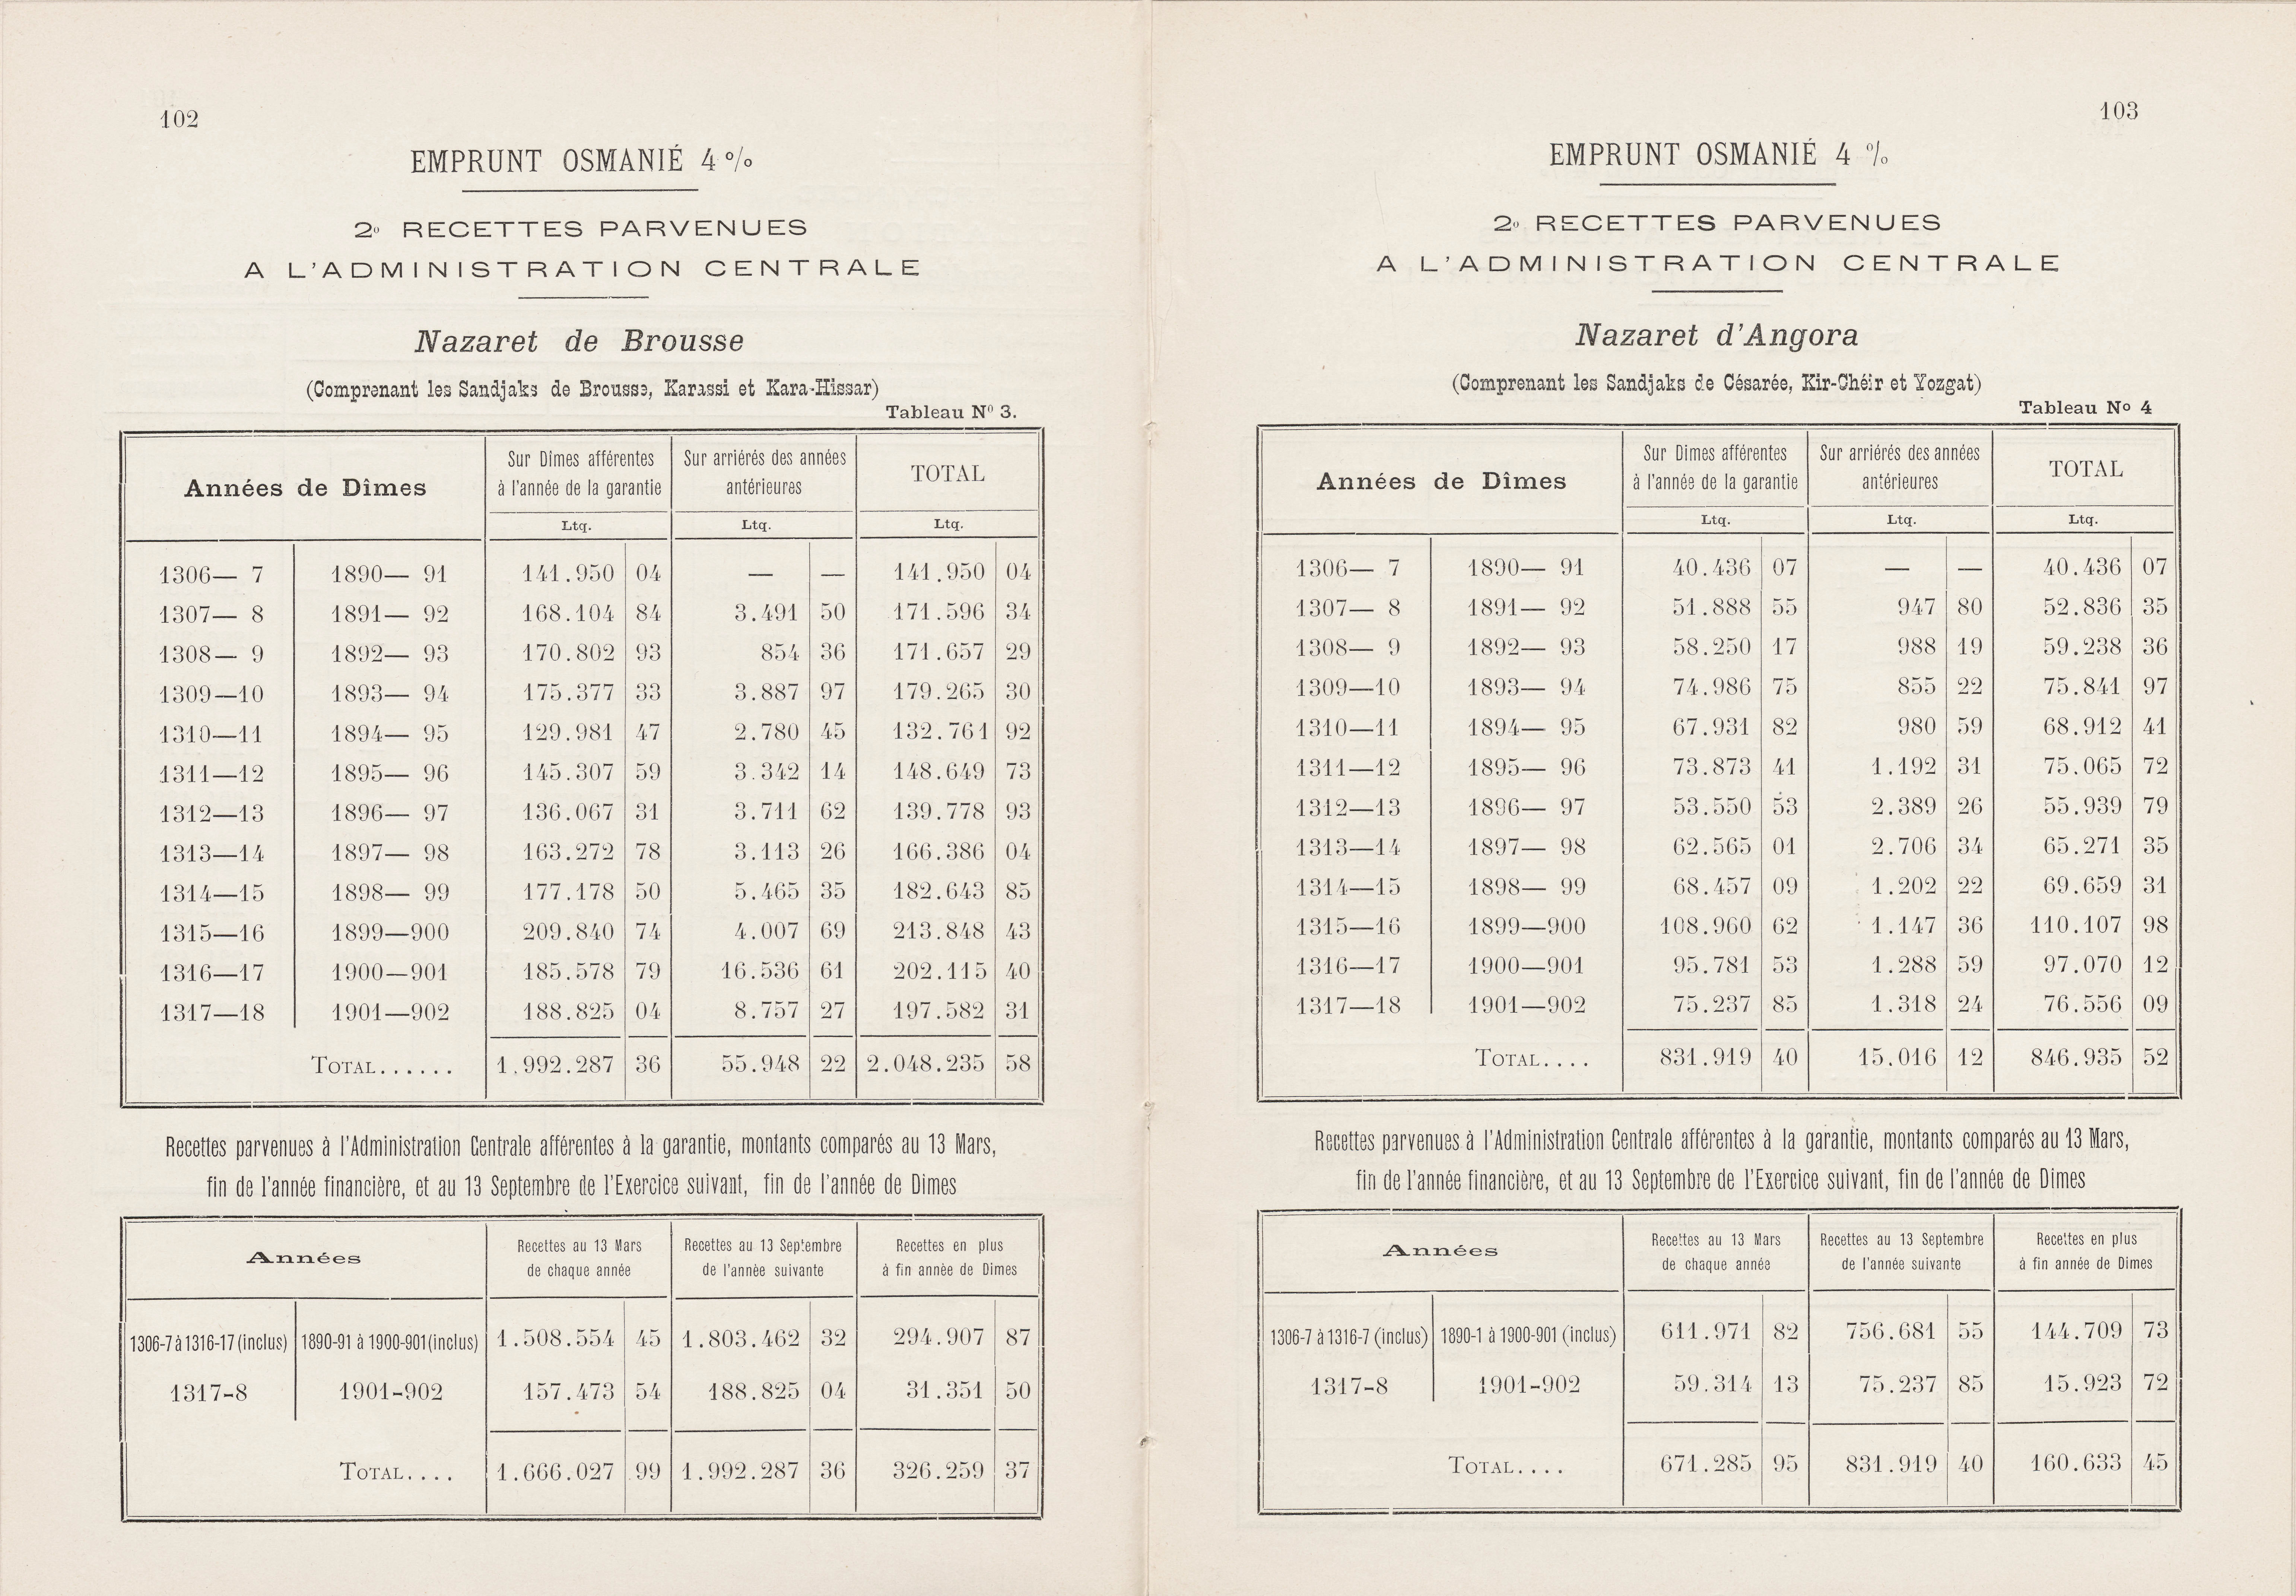 102
EMPRUNT OSMANIÉ 4 %
2º RECETTES PARVENUES
A L'ADMINISTRATION CENTRALE
Nazaret de Brousse
(Comprenant les Sandjaks de Brousse, Karassi et Kara-Hissar)
Tableau Nº 3.
Années de Dîmes | Sur Dîmes afférentes à l'année de la garantie | Sur arriérés des années antérieures | TOTAL
Ltq. | Ltq. | Ltq.
1306— 7 | 1890— 91 | 141.950 | 04 | — | — | 141.950 | 04
1307— 8 | 1891— 92 | 168.104 | 84 | 3.491 | 50 | 171.596 | 34
1308— 9 | 1892— 93 | 170.802 | 93 | 854 | 36 | 171.657 | 29
1309—10 | 1893— 94 | 175.377 | 33 | 3.887 | 97 | 179.265 | 30
1310—11 | 1894— 95 | 129.981 | 47 | 2.780 | 45 | 132.761 | 92
1311—12 | 1895— 96 | 145.307 | 59 | 3.342 | 14 | 148.649 | 73
1312—13 | 1896— 97 | 136.067 | 31 | 3.711 | 62 | 139.778 | 93
1313—14 | 1897— 98 | 163.272 | 78 | 3.113 | 26 | 166.386 | 04
1314—15 | 1898— 99 | 177.178 | 50 | 5.465 | 35 | 182.643 | 85
1315—16 | 1899—900 | 209.840 | 74 | 4.007 | 69 | 213.848 | 43
1316—17 | 1900—901 | 185.578 | 79 | 16.536 | 61 | 202.115 | 40
1317—18 | 1901—902 | 188.825 | 04 | 8.757 | 27 | 197.582 | 31
TOTAL...... | 1.992.287 | 36 | 55.948 | 22 | 2.048.235 | 58
Recettes parvenues à l'Administration Centrale afférentes à la garantie, montants comparés au 13 Mars,
fin de l'année financière, et au 13 Septembre de l'Exercice suivant, fin de l'année de Dîmes
Années | Recettes au 13 Mars de chaque année | Recettes au 13 Septembre de l'année suivante | Recettes en plus à fin année de Dimes
1306-7 à 1316-17 (inclus) | 1890-91 à 1900-901 (inclus) | 1.508.554 | 45 | 1.803.462 | 32 | 294.907 | 87
1317-8 | 1901-902 | 157.473 | 54 | 188.825 | 04 | 31.351 | 50
TOTAL.... | 1.666.027 | 99 | 1.992.287 | 36 | 326.259 | 37
103
EMPRUNT OSMANIÉ 4 %
2º RECETTES PARVENUES
A L'ADMINISTRATION CENTRALE
Nazaret d'Angora
(Comprenant les Sandjaks de Césarée, Kir-Chéir et Yozgat)
Tableau Nº 4
Années de Dîmes | Sur Dîmes afférentes à l'année de la garantie | Sur arriérés des années antérieures | TOTAL
Ltq. | Ltq. | Ltq.
1306— 7 | 1890— 91 | 40.436 | 07 | — | — | 40.436 | 07
1307— 8 | 1891— 92 | 51.888 | 55 | 947 | 80 | 52.836 | 35
1308— 9 | 1892— 93 | 58.250 | 17 | 988 | 19 | 59.238 | 36
1309—10 | 1893— 94 | 74.986 | 75 | 855 | 22 | 75.841 | 97
1310—11 | 1894— 95 | 67.931 | 82 | 980 | 59 | 68.912 | 41
1311—12 | 1895— 96 | 73.873 | 41 | 1.192 | 31 | 75.065 | 72
1312—13 | 1896— 97 | 53.550 | 53 | 2.389 | 26 | 55.939 | 79
1313—14 | 1897— 98 | 62.565 | 01 | 2.706 | 34 | 65.271 | 35
1314—15 | 1898— 99 | 68.457 | 09 | 1.202 | 22 | 69.659 | 31
1315—16 | 1899—900 | 108.960 | 62 | 1.147 | 36 | 110.107 | 98
1316—17 | 1900—901 | 95.781 | 53 | 1.288 | 59 | 97.070 | 12
1317—18 | 1901—902 | 75.237 | 85 | 1.318 | 24 | 76.556 | 09
TOTAL.... | 831.919 | 40 | 15.016 | 12 | 846.935 | 52
Recettes parvenues à l'Administration Centrale afférentes à la garantie, montants comparés au 13 Mars,
fin de l'année financière, et au 13 Septembre de l'Exercice suivant, fin de l'année de Dîmes
Années | Recettes au 13 Mars de chaque année | Recettes au 13 Septembre de l'année suivante | Recettes en plus à fin année de Dimes
1306-7 à 1316-7 (inclus) | 1890-1 à 1900-901 (inclus) | 611.971 | 82 | 756.681 | 55 | 144.709 | 73
1317-8 | 1901-902 | 59.314 | 13 | 75.237 | 85 | 15.923 | 72
TOTAL.... | 671.285 | 95 | 831.919 | 40 | 160.633 | 45